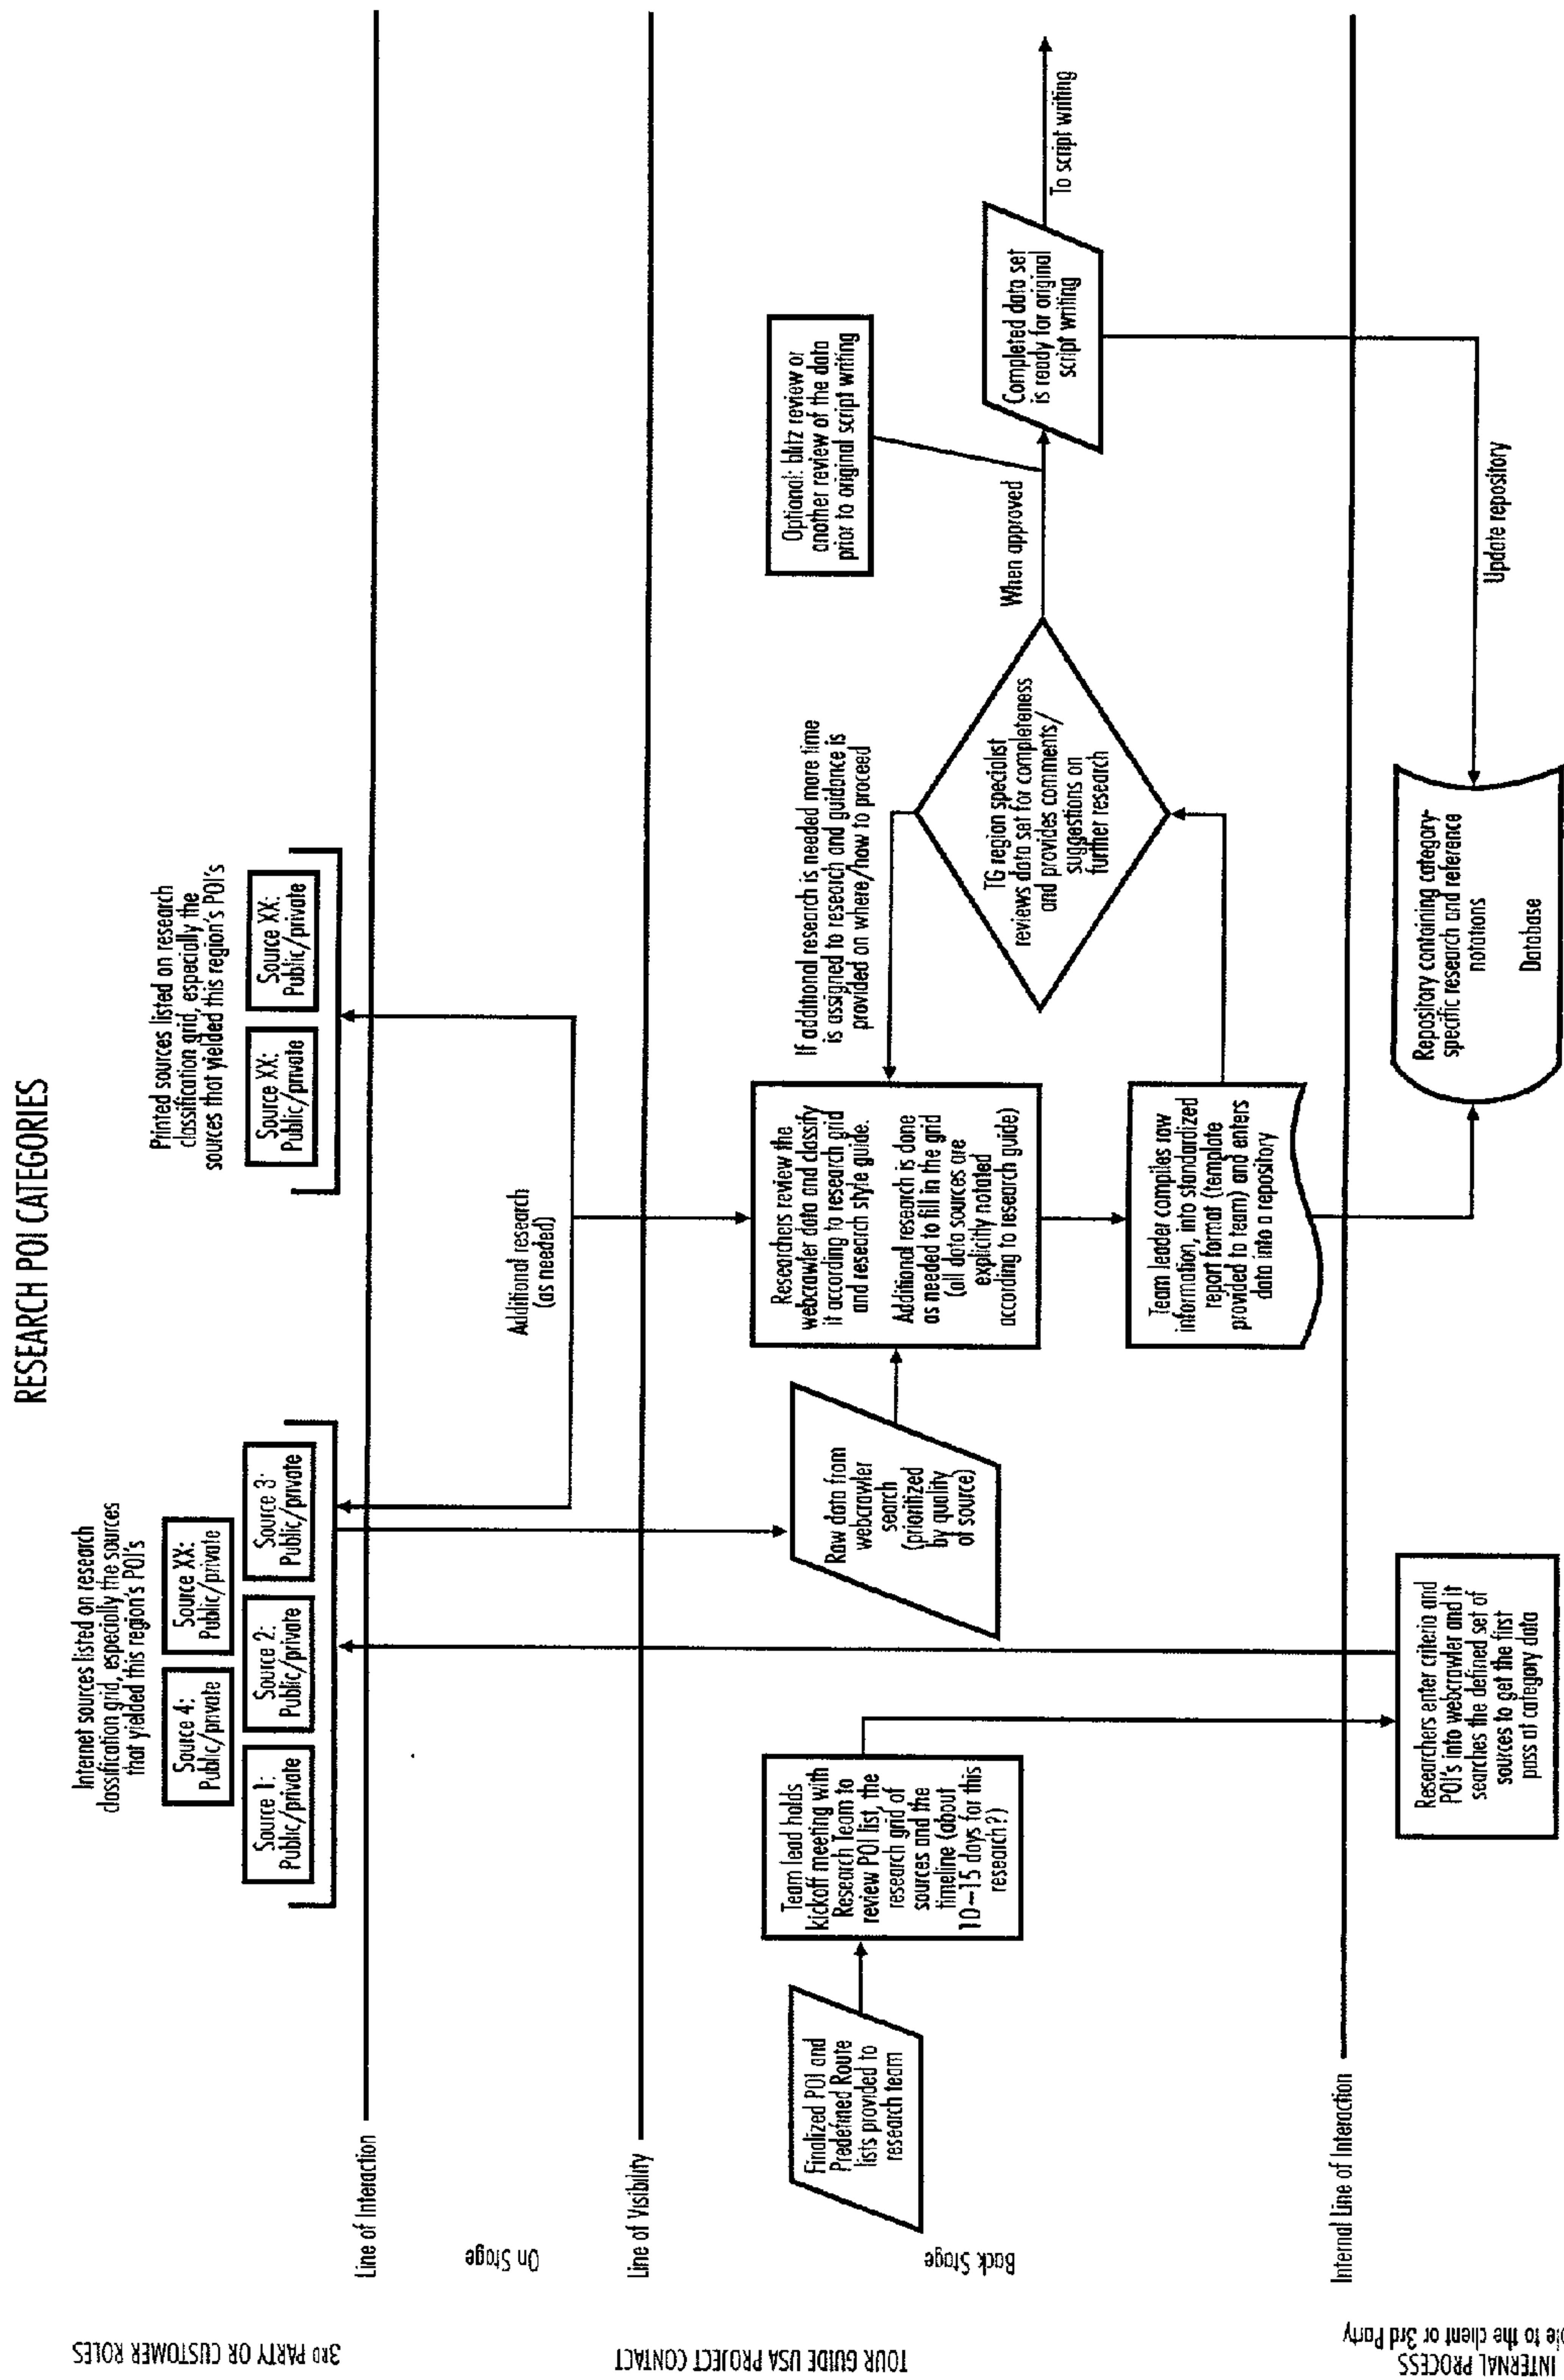 RESEARCH POI CATEGORIES
Internet sources listed on research
classification grid, especially the sources
that yielded this region's POI's
Source 4:
Public/private
Source XX:
Public/private
Source 1:
Public/private
Source 2:
Public/private
Source 3:
Public/private
Printed sources listed on research
classification grid, especially the
sources that yielded this region's POI's
Source XX:
Public/private
Source XX:
Public/private
3RD PARTY OR CUSTOMER ROLES
Line of Interaction
On Stage
Additional research
(as needed)
Line of Visibility
TOUR GUIDE USA PROJECT CONTACT
Back Stage
Finalized POI and
Predefined Route
lists provided to
research team
Team lead holds
kickoff meeting with
Research Team to
review POI list, the
research grid of
sources and the
timeline (about
10–15 days for this
research?)
Raw data from
webcrawler
search
(prioritized
by quality
of source)
Researchers review the
webcrawler data and classify
it according to research grid
and research style guide.
Additional research is done
as needed to fill in the grid
(all data sources are
explicitly notated
according to research guide)
If additional research is needed more time
is assigned to research and guidance is
provided on where/how to proceed
TG region specialist
reviews data set for completeness
and provides comments/
suggestions on
further research
When approved
Optional: blitz review or
another review of the data
prior to original script writing
Completed data set
is ready for original
script writing
To script writing
Team leader compiles raw
information, into standardized
report format (template
provided to team) and enters
data into a repository
Internal Line of Interaction
INTERNAL PROCESS
le to the client or 3rd Party
Researchers enter criteria and
POI's into webcrawler and it
searches the defined set of
sources to get the first
pass at category data
Repository containing category-
specific research and reference
notations
Database
Update repository